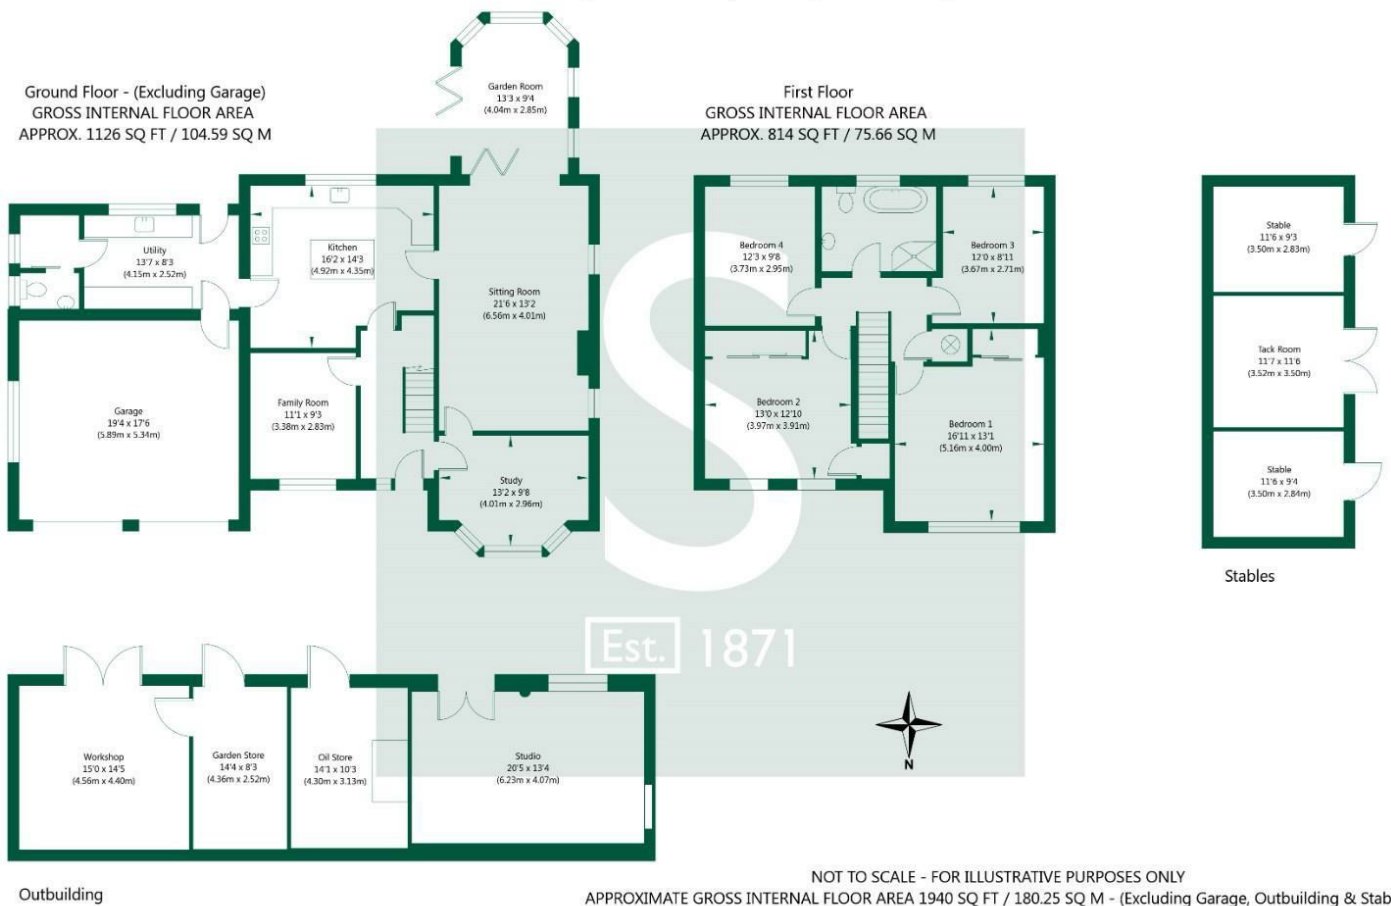 Ground Floor - (Excluding Garage)
GROSS INTERNAL FLOOR AREA
APPROX. 1126 SQ FT / 104.59 SQ M
Garden Room
13'3 x 9'4
(4.04m x 2.85m)
First Floor
GROSS INTERNAL FLOOR AREA
APPROX. 814 SQ FT / 75.66 SQ M
Utility
13'7 x 8'3
(4.15m x 2.52m)
Kitchen
16'2 x 14'3
(4.92m x 4.35m)
Sitting Room
21'6 x 13'2
(6.56m x 4.01m)
Garage
19'4 x 17'6
(5.89m x 5.34m)
Family Room
11'1 x 9'3
(3.38m x 2.83m)
Study
13'2 x 9'8
(4.01m x 2.96m)
Bedroom 4
12'3 x 9'8
(3.73m x 2.95m)
Bedroom 3
12'0 x 8'11
(3.67m x 2.71m)
Bedroom 2
13'0 x 12'10
(3.97m x 3.91m)
Bedroom 1
16'11 x 13'1
(5.16m x 4.00m)
Stable
11'6 x 9'3
(3.50m x 2.83m)
Tack Room
11'7 x 11'6
(3.52m x 3.50m)
Stable
11'6 x 9'4
(3.50m x 2.84m)
Stables
S
Est. 1871
Workshop
15'0 x 14'5
(4.56m x 4.40m)
Garden Store
14'4 x 8'3
(4.36m x 2.52m)
Oil Store
14'1 x 10'3
(4.30m x 3.13m)
Studio
20'5 x 13'4
(6.23m x 4.07m)
N
Outbuilding
NOT TO SCALE - FOR ILLUSTRATIVE PURPOSES ONLY
APPROXIMATE GROSS INTERNAL FLOOR AREA 1940 SQ FT / 180.25 SQ M - (Excluding Garage, Outbuilding & Stab